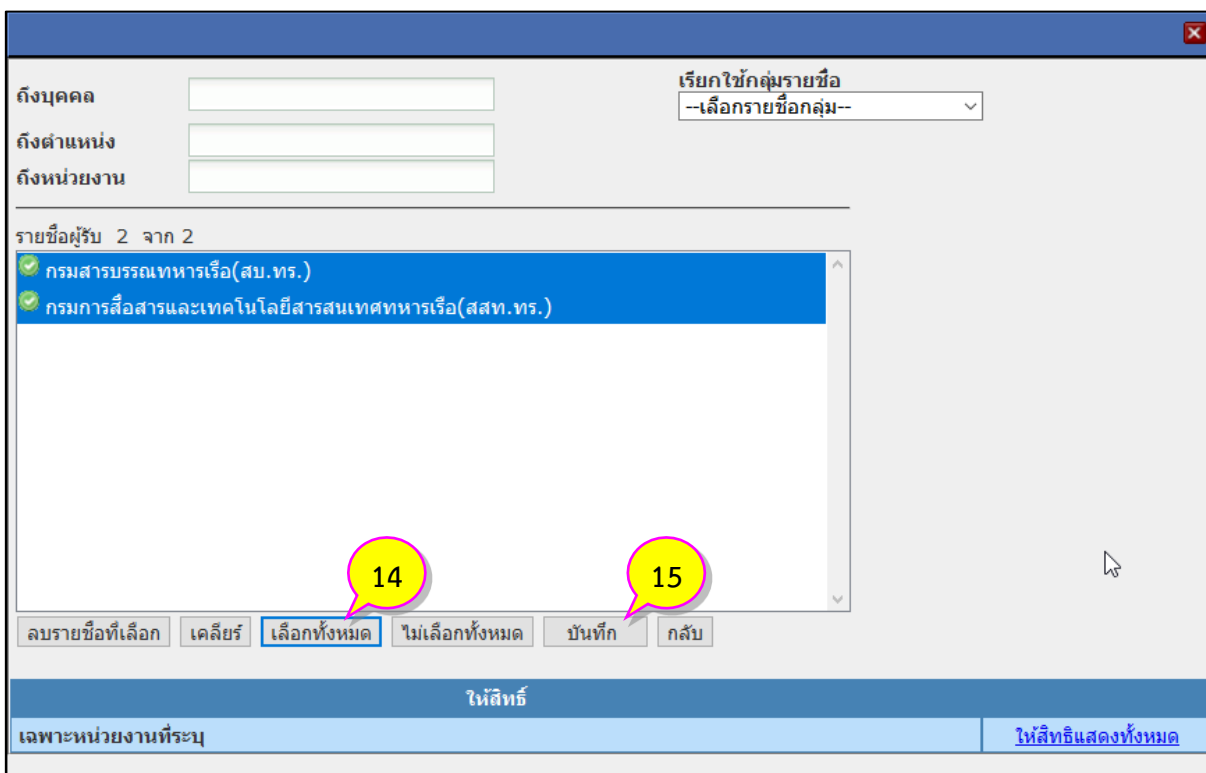 ถึงบุคคล
เรียกใช้กลุ่มรายชื่อ
--เลือกรายชื่อกลุ่ม--
ถึงตำแหน่ง
ถึงหน่วยงาน
รายชื่อผู้รับ 2 จาก 2
กรมสารบรรณทหารเรือ(สบ.ทร.)
กรมการสื่อสารและเทคโนโลยีสารสนเทศทหารเรือ(สสท.ทร.)
14 15
ลบรายชื่อที่เลือก เคลียร์ เลือกทั้งหมด ไม่เลือกทั้งหมด บันทึก กลับ
ให้สิทธิ์
เฉพาะหน่วยงานที่ระบุ ให้สิทธิแสดงทั้งหมด